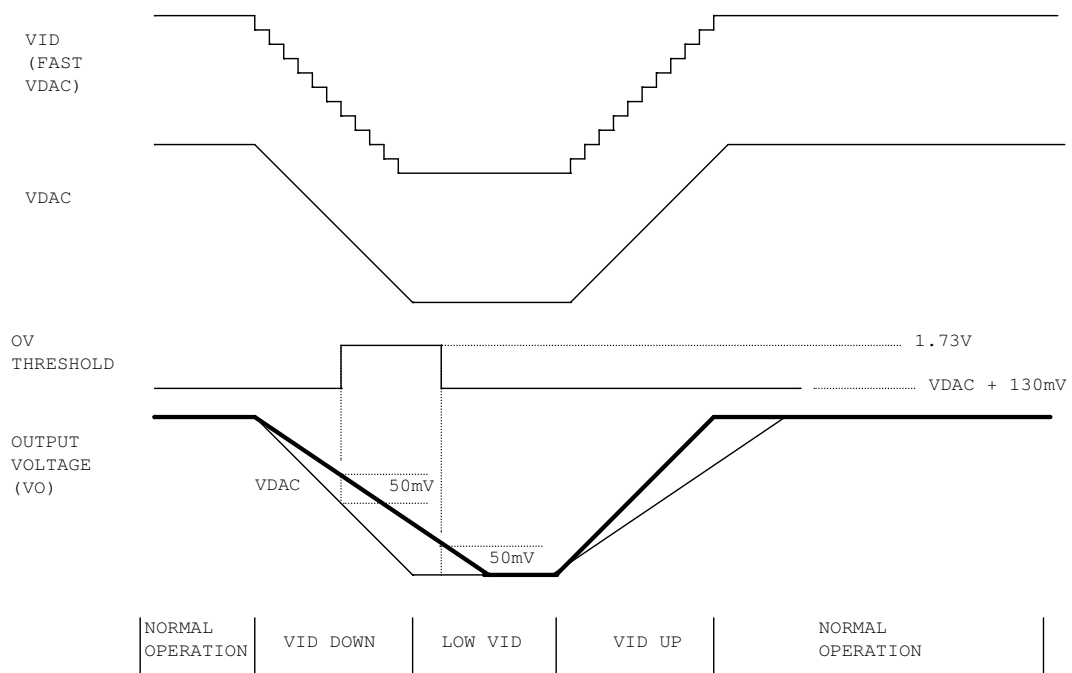 VID
(FAST
VDAC)
VDAC
OV
THRESHOLD
1.73V
VDAC + 130mV
OUTPUT
VOLTAGE
(VO)
VDAC
50mV
50mV
NORMAL
OPERATION
VID DOWN
LOW VID
VID UP
NORMAL
OPERATION